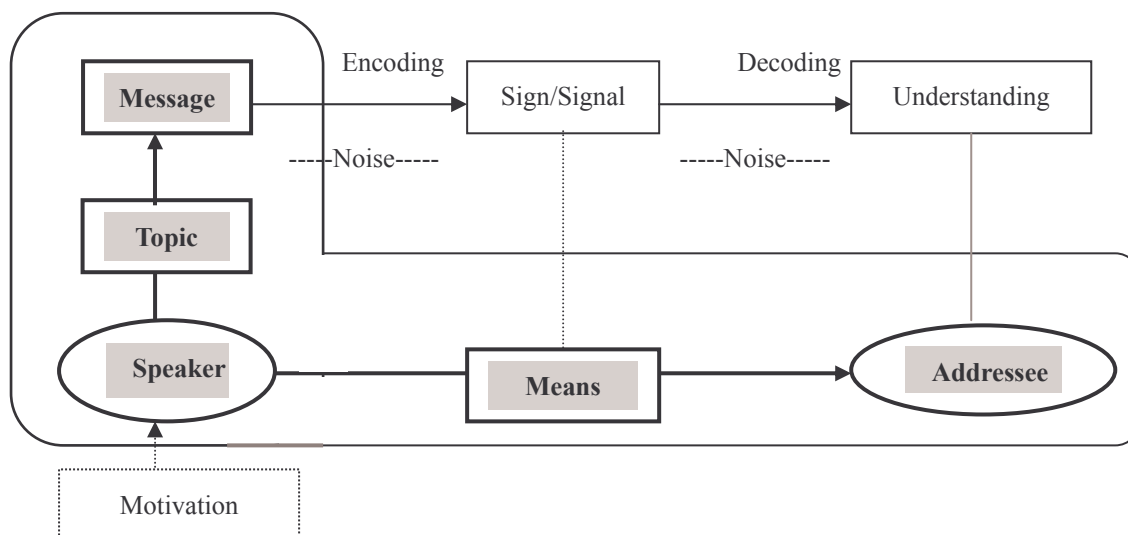 Encoding
Decoding
Message
Sign/Signal
Understanding
-----Noise-----
-----Noise-----
Topic
Speaker
Means
Addressee
Motivation